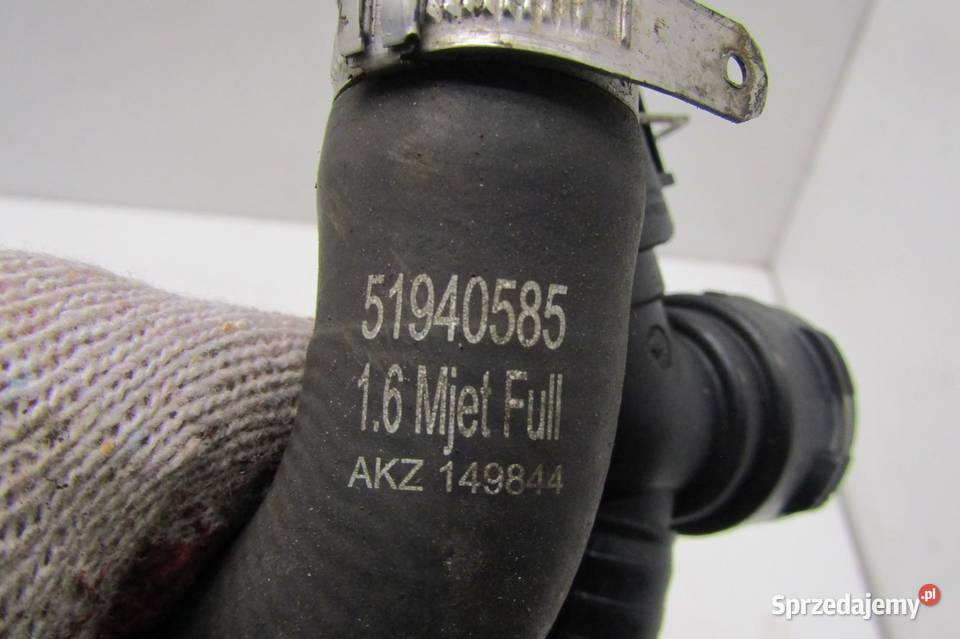 51940585
1.6 Mjet Full
AKZ 149844
Sprzedajemy.pl